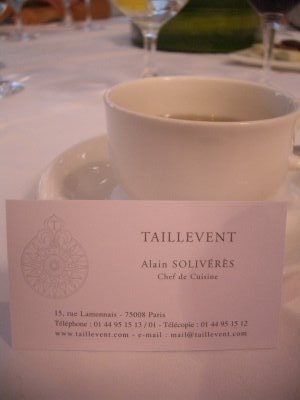 TAILLEVENT
Alain SOLIVÉRÈS
Chef de Cuisine
15, rue Lamennais - 75008 Paris
Téléphone : 01 44 95 15 13 / 01 - Télécopie : 01 44 95 15 12
www.taillevent.com - e-mail : mail@taillevent.com